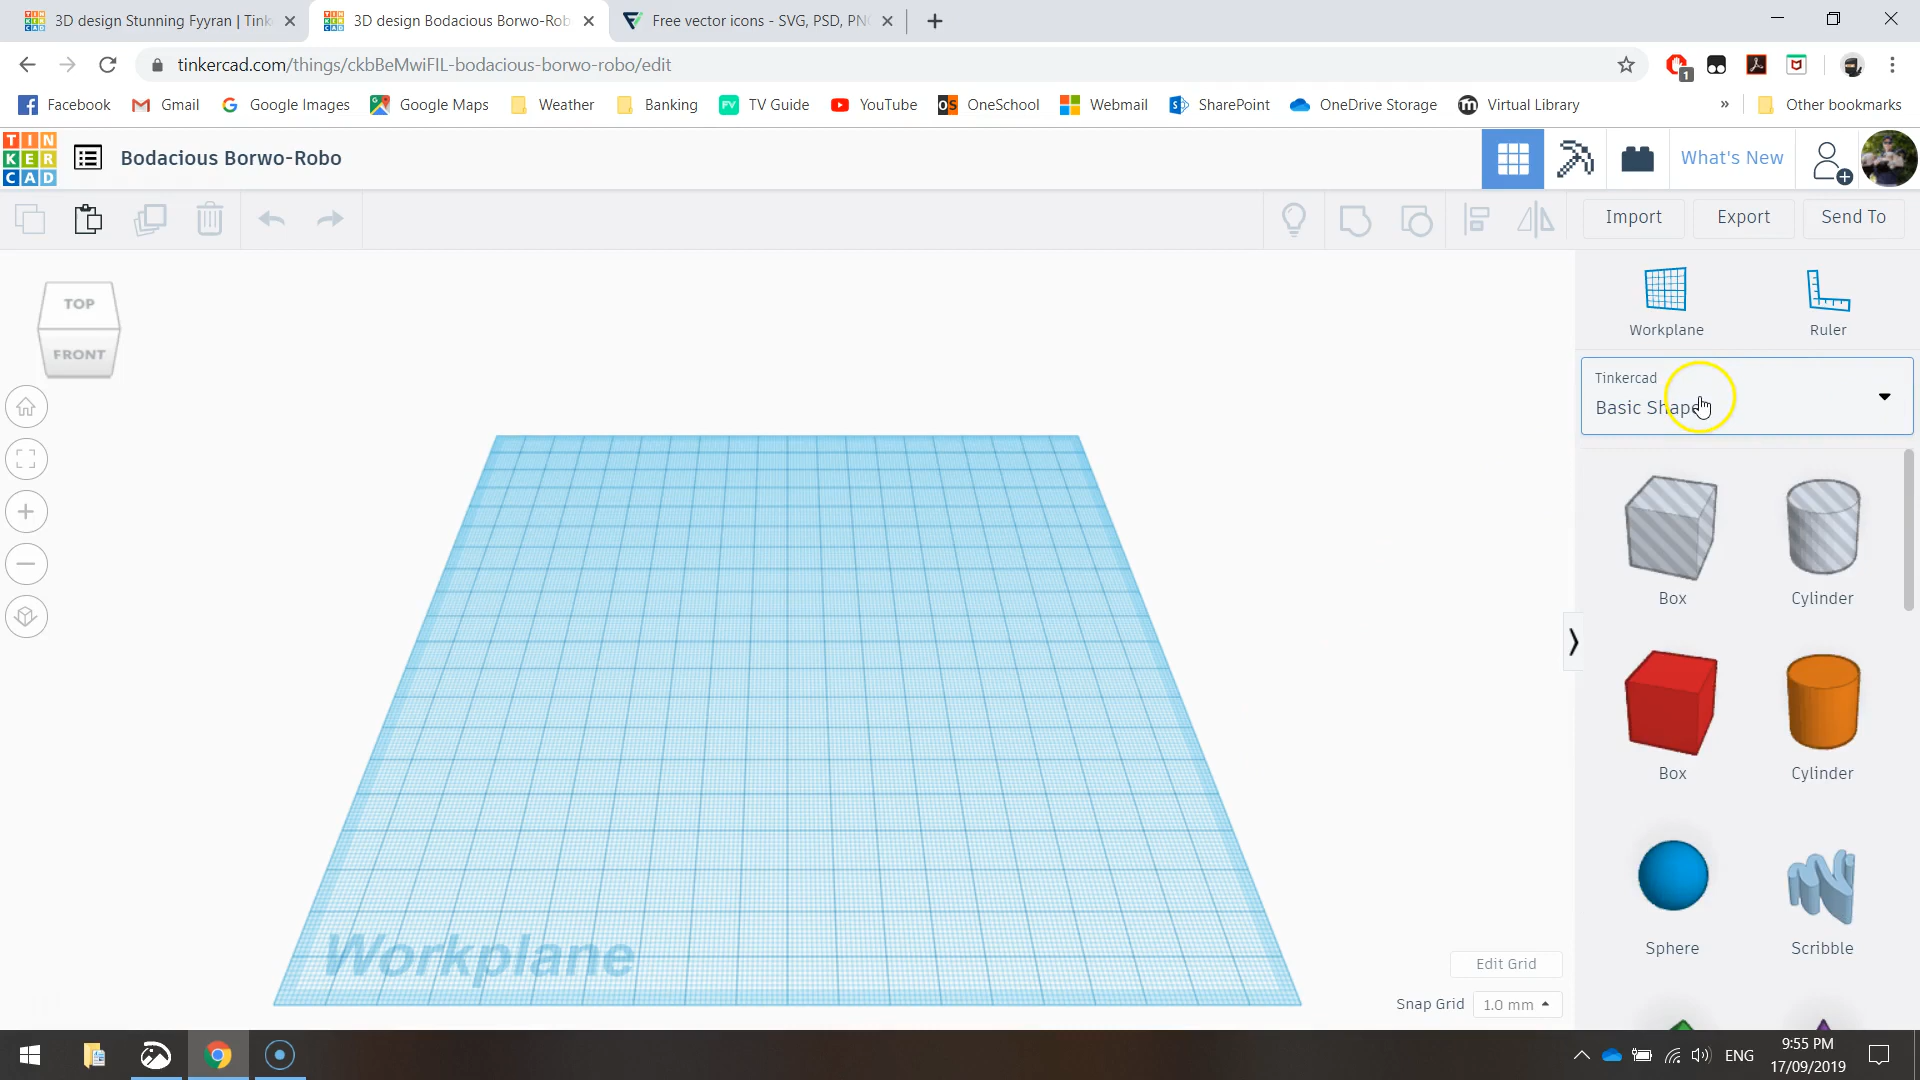 3D design Stunning Fyyran | Tink
3D design Bodacious Borwo-Rob
Free vector icons - SVG, PSD, PN
tinkercad.com/things/ckbBeMwiFIL-bodacious-borwo-robo/edit
1
Facebook
Gmail
Google Images
Google Maps
Weather
Banking
TV Guide
YouTube
OneSchool
Webmail
SharePoint
OneDrive Storage
Virtual Library
»
Other bookmarks
TIN
KER
CAD
Bodacious Borwo-Robo
What's New
Import
Export
Send To
TOP
FRONT
Workplane
Ruler
Tinkercad
Basic Shape
Box
Cylinder
Box
Cylinder
Sphere
Scribble
Workplane
Edit Grid
Snap Grid
1.0 mm
ENG
9:55 PM
17/09/2019